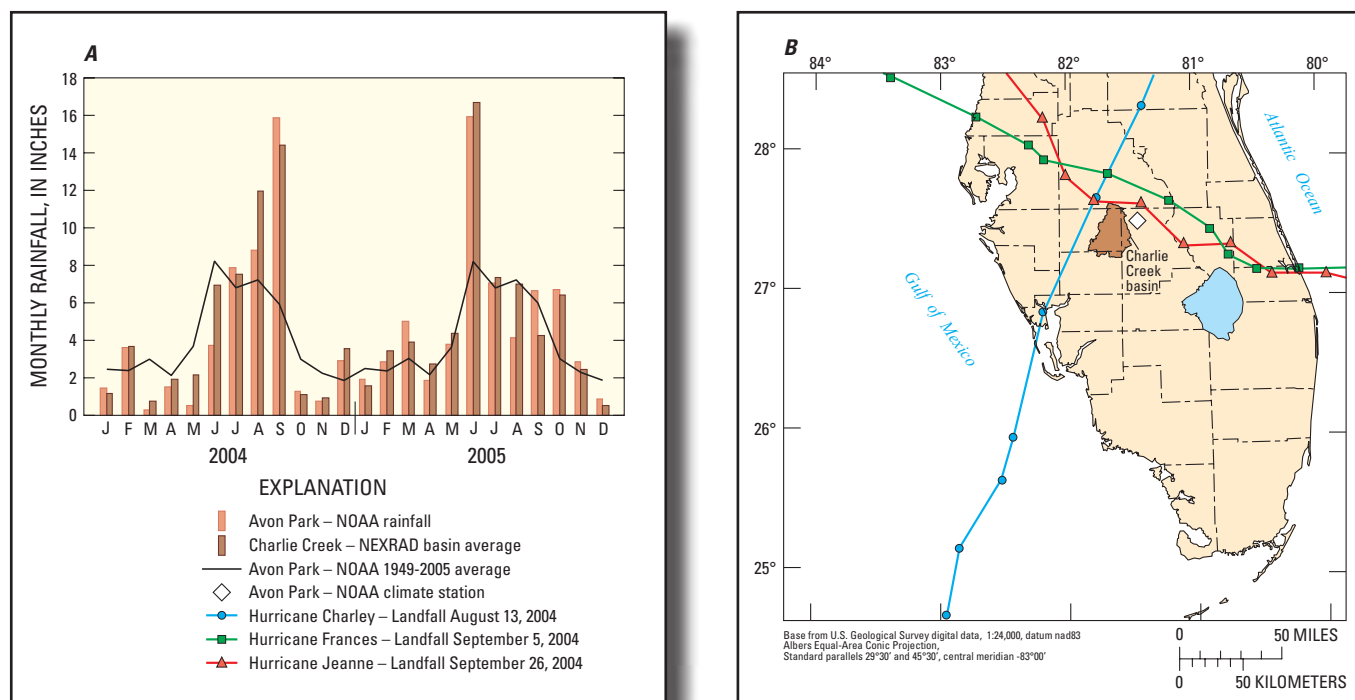 A
MONTHLY RAINFALL, IN INCHES
18
16
14
12
10
8
6
4
2
0
J F M A M J J A S O N D J F M A M J J A S O N D
2004 2005
EXPLANATION
Avon Park – NOAA rainfall
Charlie Creek – NEXRAD basin average
Avon Park – NOAA 1949-2005 average
Avon Park – NOAA climate station
Hurricane Charley – Landfall August 13, 2004
Hurricane Frances – Landfall September 5, 2004
Hurricane Jeanne – Landfall September 26, 2004
B
84° 83° 82° 81° 80°
28°
27°
26°
25°
Atlantic Ocean
Gulf of Mexico
Charlie
Creek
basin
Base from U.S. Geological Survey digital data, 1:24,000, datum nad83
Albers Equal-Area Conic Projection,
Standard parallels 29°30' and 45°30', central meridian -83°00'
0 50 MILES
0 50 KILOMETERS